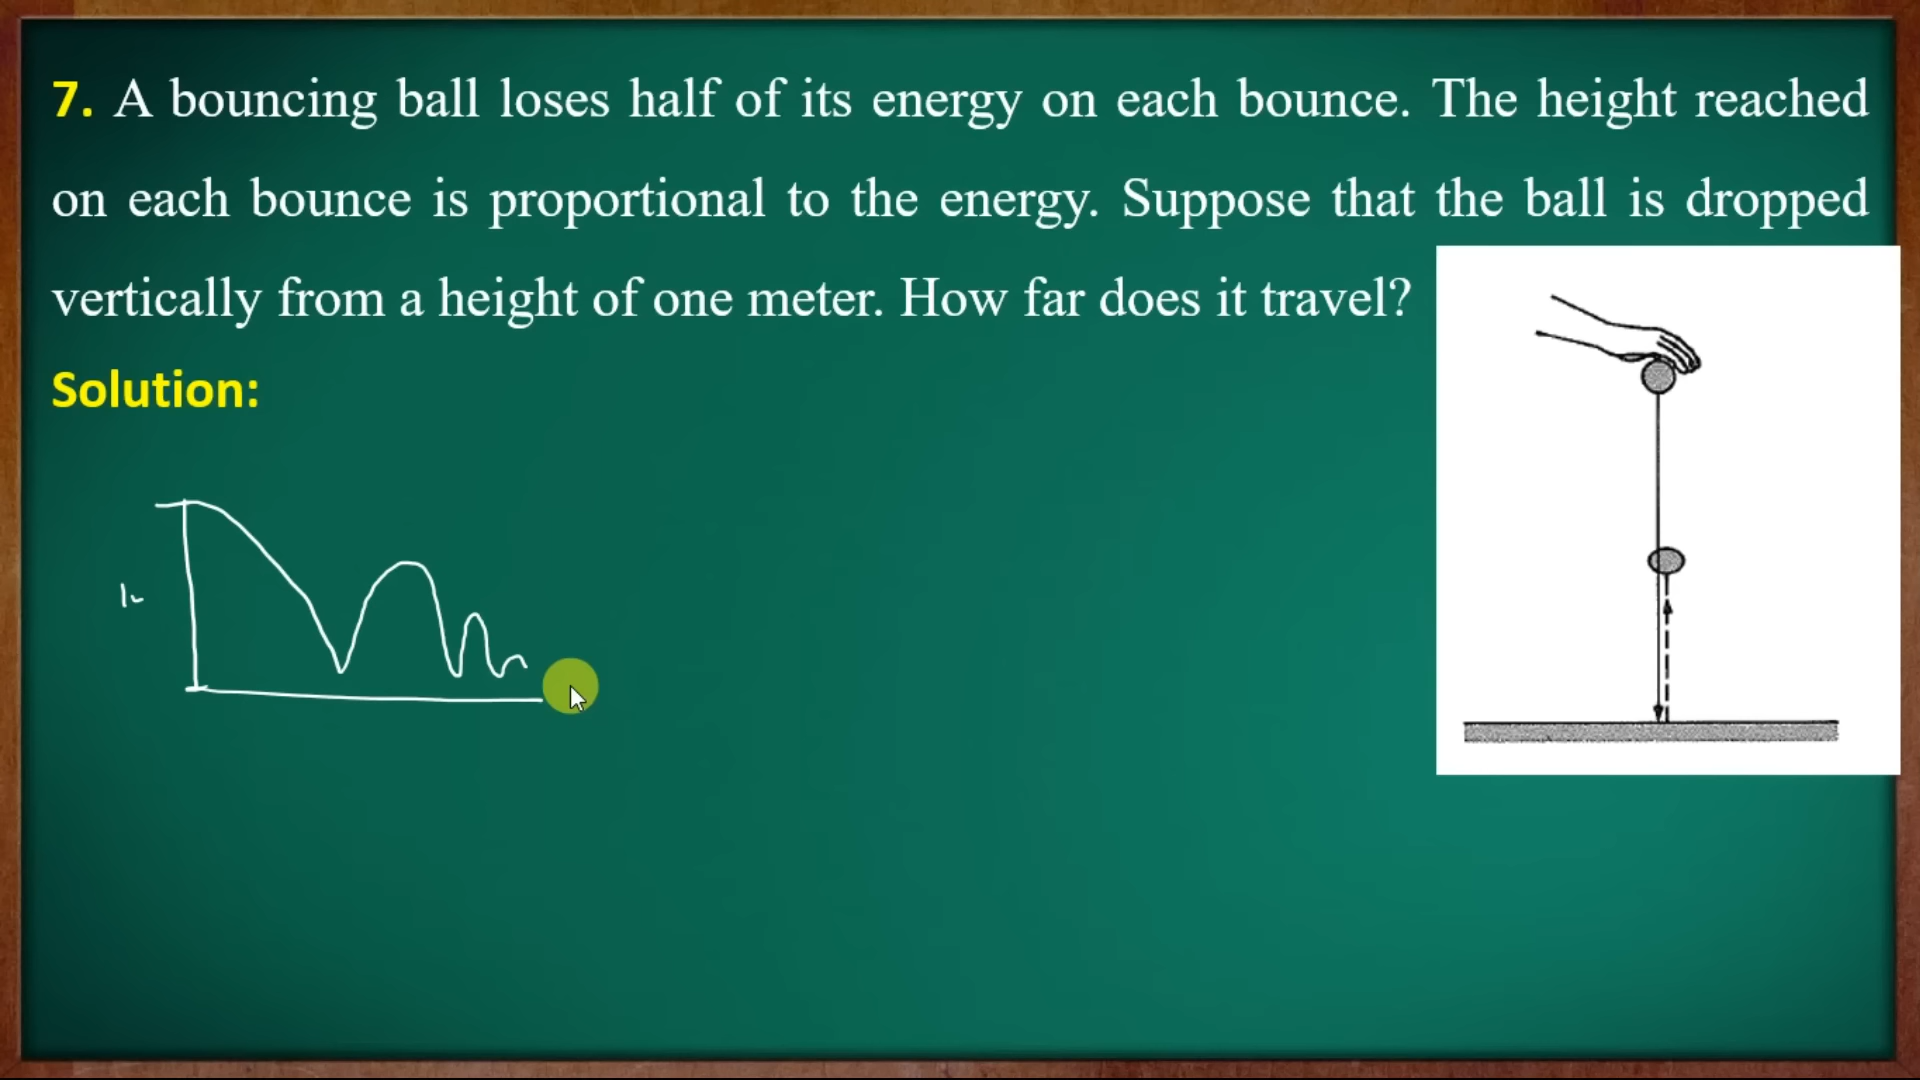 7. A bouncing ball loses half of its energy on each bounce. The height reached
on each bounce is proportional to the energy. Suppose that the ball is dropped
vertically from a height of one meter. How far does it travel?
Solution: